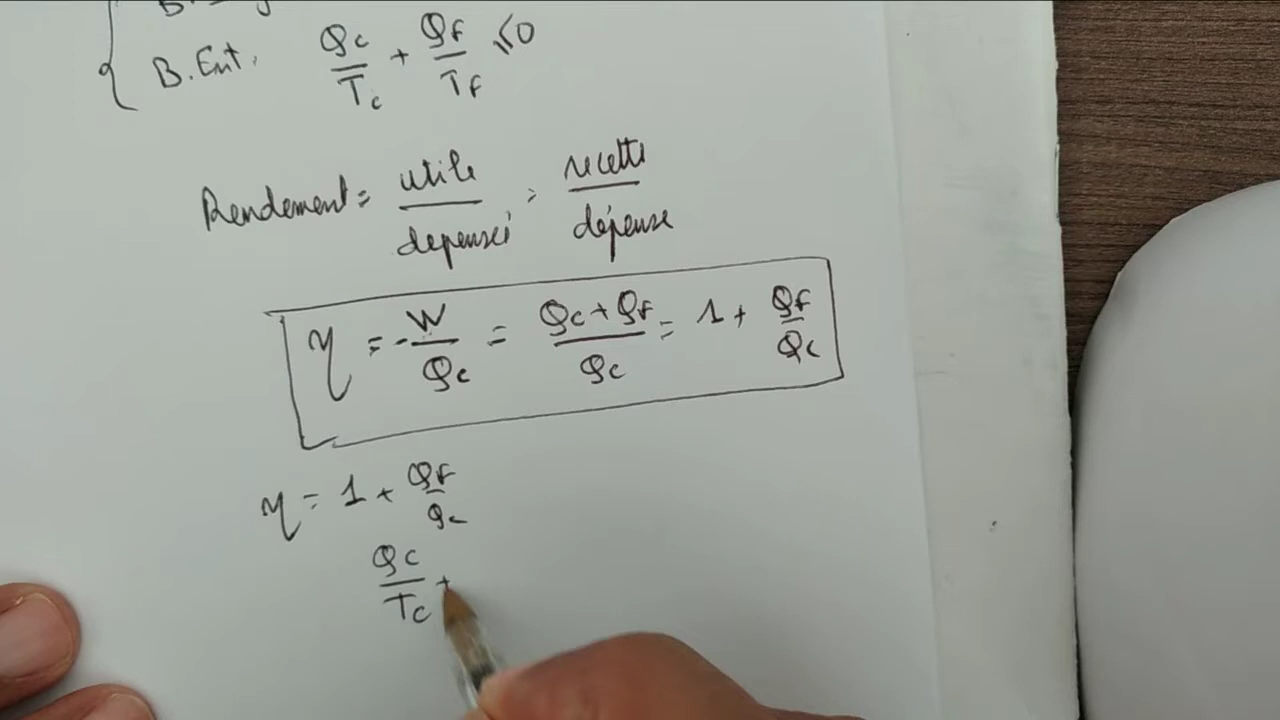 B. Ent. Qc/Tc + Qf/Tf ≤ 0
Rendement = utile/depensé = recette/dépense
η = -W/Qc = Qc + Qf/Qc = 1 + Qf/Qc
η = 1 + Qf/Qc
Qc/Tc +